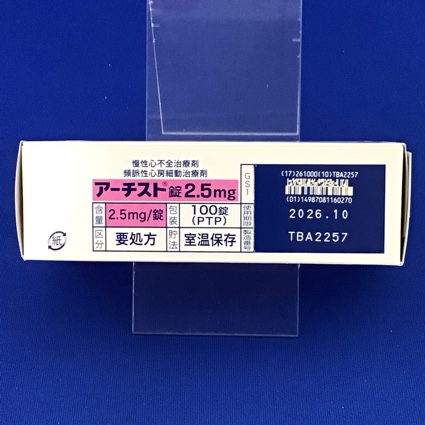 慢性心不全治療剤
頻脈性心房細動治療剤
アーチスト®錠2.5mg
含量 2.5mg/錠 包装 100錠(PTP)
区分 要処方 貯法 室温保存
GS1
使用期限
製造番号
(17)261000(10)TBA2257
(01)14987081160270
2026.10
TBA2257
紙